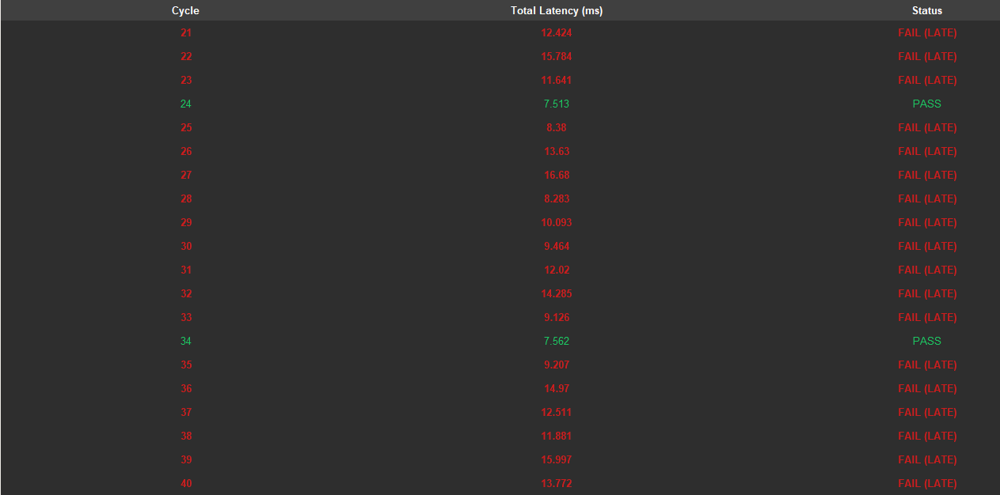 Cycle Total Latency (ms) Status
21 12.424 FAIL (LATE)
22 15.784 FAIL (LATE)
23 11.641 FAIL (LATE)
24 7.513 PASS
25 8.38 FAIL (LATE)
26 13.63 FAIL (LATE)
27 16.68 FAIL (LATE)
28 8.283 FAIL (LATE)
29 10.093 FAIL (LATE)
30 9.464 FAIL (LATE)
31 12.02 FAIL (LATE)
32 14.285 FAIL (LATE)
33 9.126 FAIL (LATE)
34 7.562 PASS
35 9.207 FAIL (LATE)
36 14.97 FAIL (LATE)
37 12.511 FAIL (LATE)
38 11.881 FAIL (LATE)
39 15.997 FAIL (LATE)
40 13.772 FAIL (LATE)